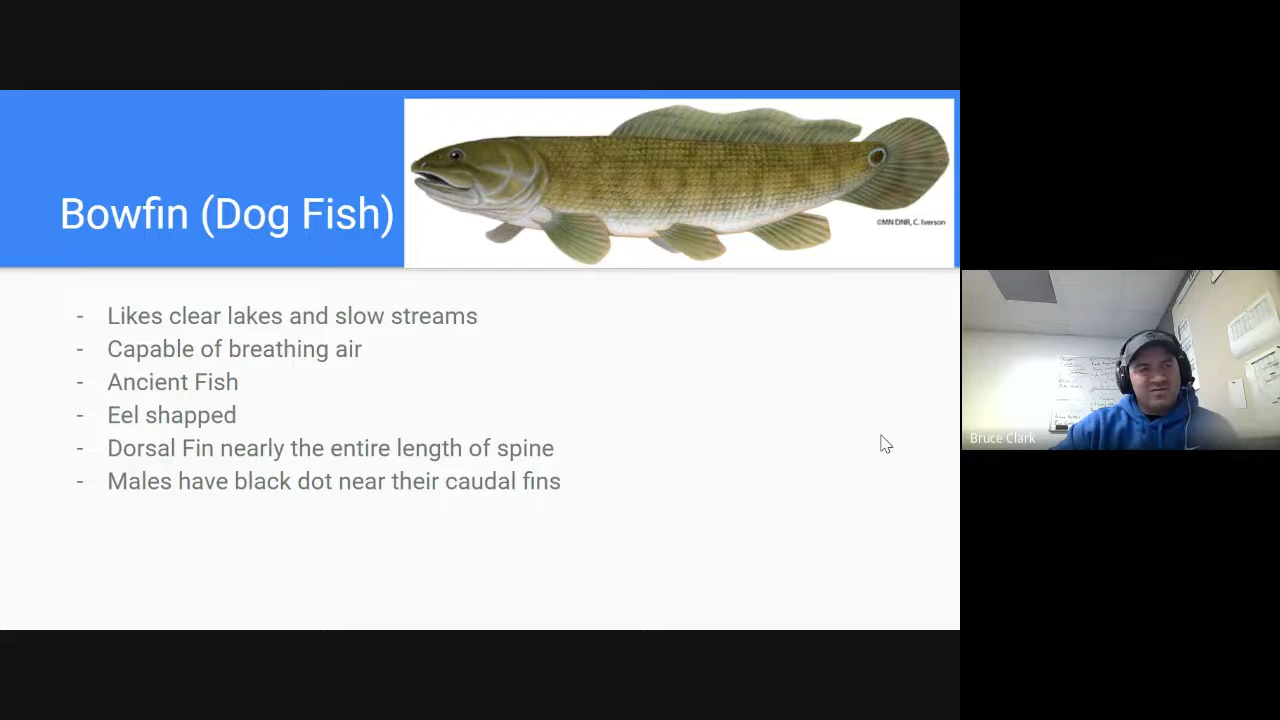 Bowfin (Dog Fish)
©MN DNR, C. Iverson
- Likes clear lakes and slow streams
- Capable of breathing air
- Ancient Fish
- Eel shapped
- Dorsal Fin nearly the entire length of spine
- Males have black dot near their caudal fins
Bruce Clark